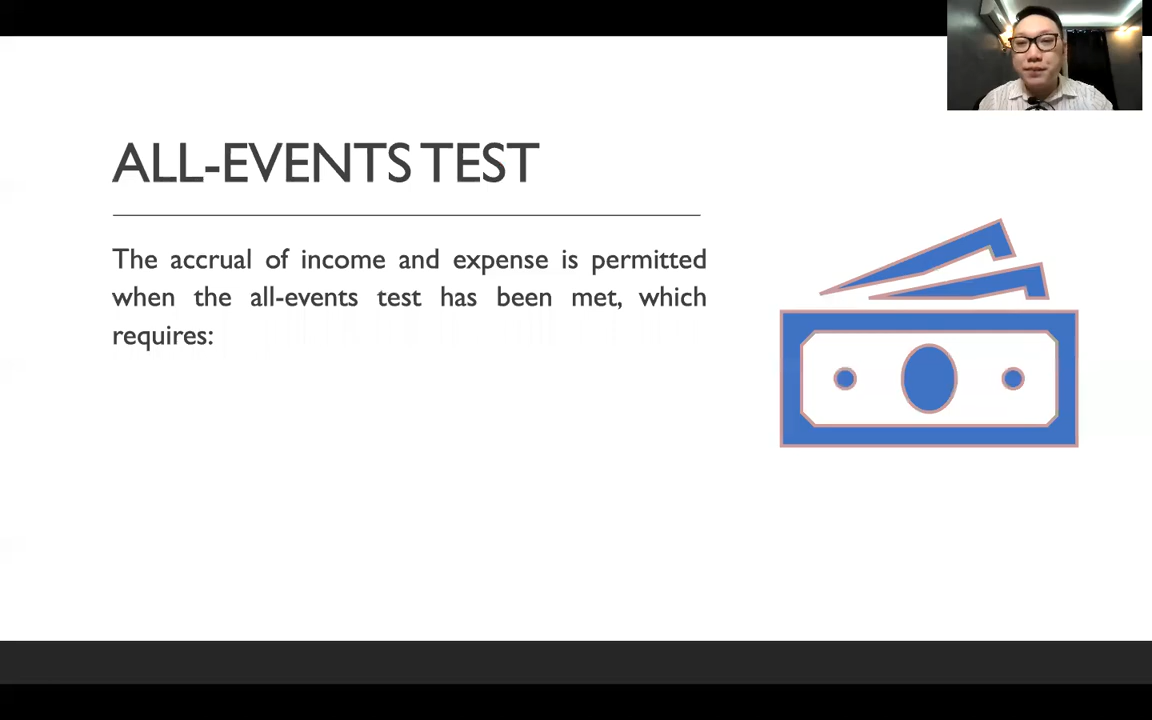 ALL-EVENTS TEST
The accrual of income and expense is permitted
when the all-events test has been met, which
requires: